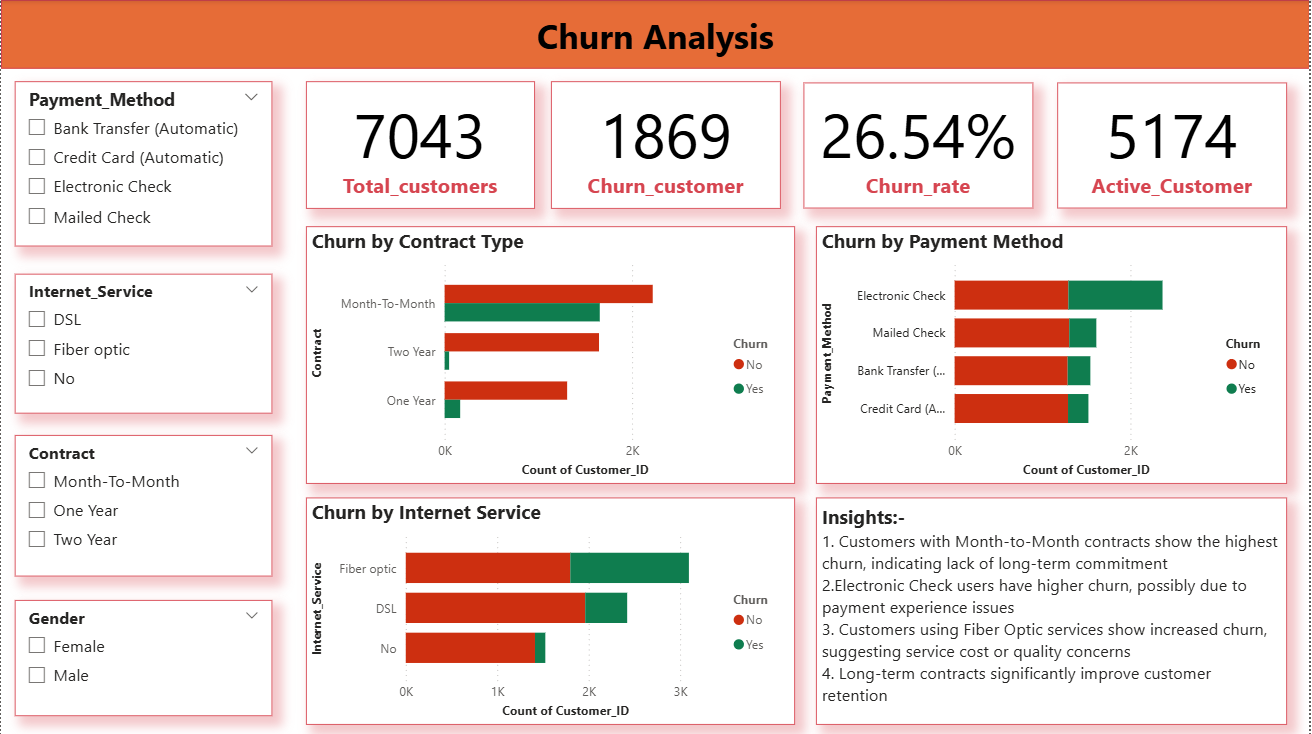 Churn Analysis
Payment_Method
Bank Transfer (Automatic)
Credit Card (Automatic)
Electronic Check
Mailed Check
Internet_Service
DSL
Fiber optic
No
Contract
Month-To-Month
One Year
Two Year
Gender
Female
Male
7043
Total_customers
1869
Churn_customer
26.54%
Churn_rate
5174
Active_Customer
Churn by Contract Type
Contract
Month-To-Month
Two Year
One Year
0K 2K
Count of Customer_ID
Churn
No
Yes
Churn by Payment Method
Payment_Method
Electronic Check
Mailed Check
Bank Transfer (...
Credit Card (A...
0K 2K
Count of Customer_ID
Churn
No
Yes
Churn by Internet Service
Internet_Service
Fiber optic
DSL
No
0K 1K 2K 3K
Count of Customer_ID
Churn
No
Yes
Insights:-
1. Customers with Month-to-Month contracts show the highest
churn, indicating lack of long-term commitment
2.Electronic Check users have higher churn, possibly due to
payment experience issues
3. Customers using Fiber Optic services show increased churn,
suggesting service cost or quality concerns
4. Long-term contracts significantly improve customer
retention